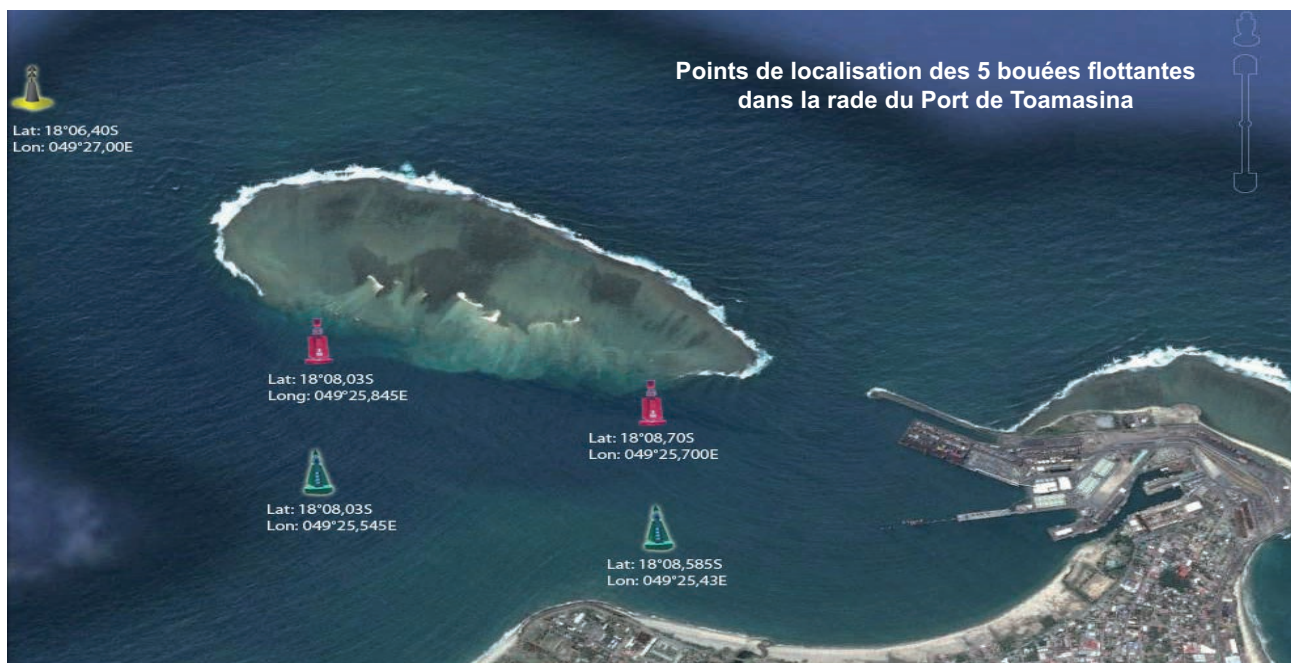 Points de localisation des 5 bouées flottantes
dans la rade du Port de Toamasina
Lat: 18°06,40S
Lon: 049°27,00E
Lat: 18°08,03S
Long: 049°25,845E
Lat: 18°08,70S
Lon: 049°25,700E
Lat: 18°08,03S
Lon: 049°25,545E
Lat: 18°08,585S
Lon: 049°25,43E